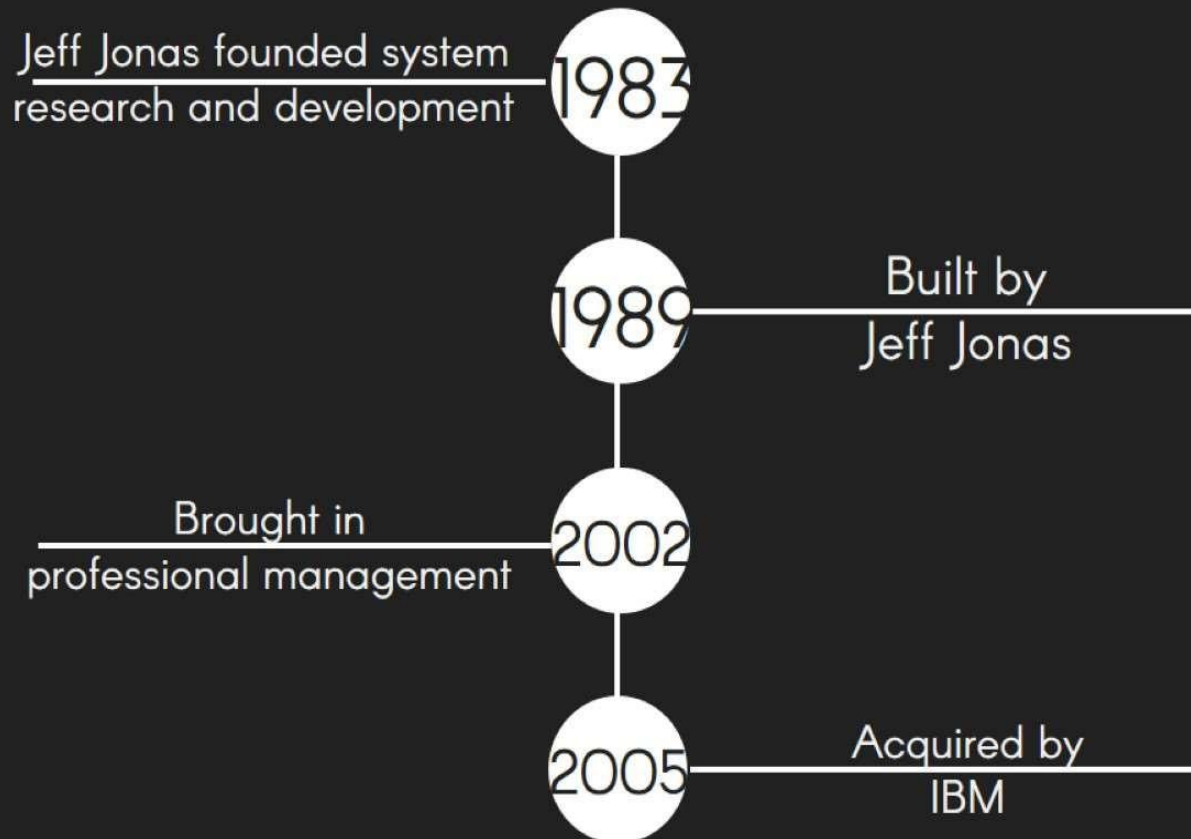 Jeff Jonas founded system
research and development
1983
1989
Built by
Jeff Jonas
Brought in
professional management
2002
2005
Acquired by
IBM